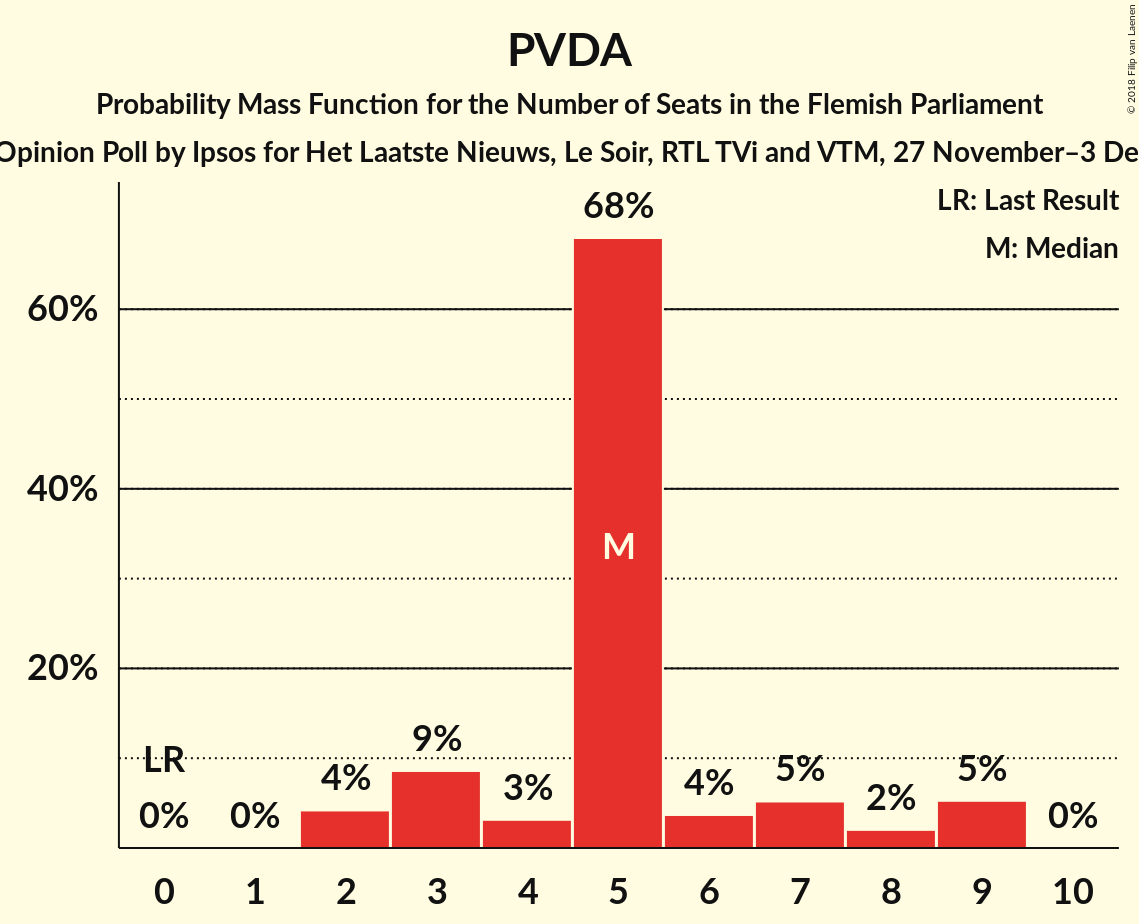 PVDA
Probability Mass Function for the Number of Seats in the Flemish Parliament
Opinion Poll by Ipsos for Het Laatste Nieuws, Le Soir, RTL TVi and VTM, 27 November–3 De
© 2018 Filip van Laenen
LR: Last Result
M: Median
68%
60%
40%
M
20%
9%
LR
4%
3%
4%
5%
2%
5%
0%
0%
0%
0 1 2 3 4 5 6 7 8 9 10